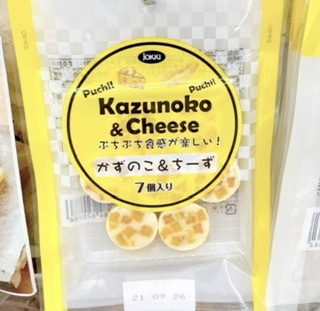 Jokki
Puchi!
Puchi!
Kazunoko
& Cheese
ぷちぷち食感が楽しい！
かずのこ＆ちーず
7個入り
21.09.26